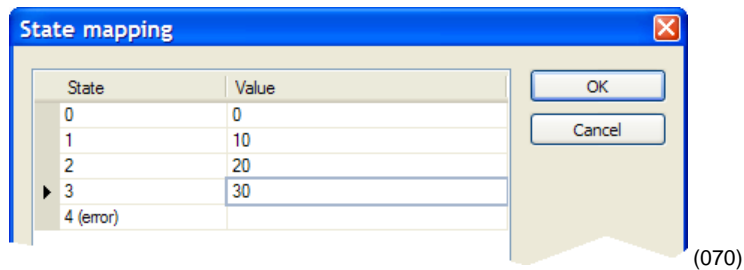 State mapping
State Value
OK
0 0
1 10
Cancel
2 20
3 30
4 (error)
(070)